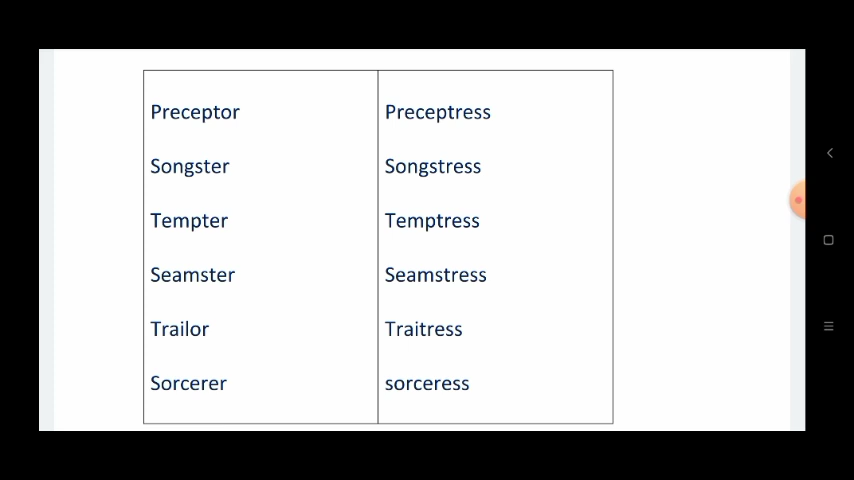 Preceptor Preceptress
Songster Songstress
Tempter Temptress
Seamster Seamstress
Trailor Traitress
Sorcerer sorceress